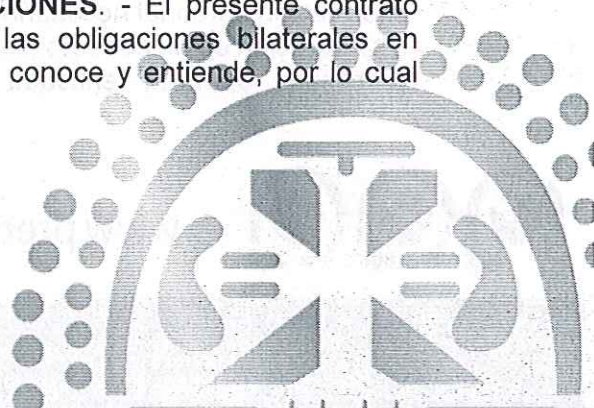 CIONES. - El presente contrato
las obligaciones bilaterales en
conoce y entiende, por lo cual